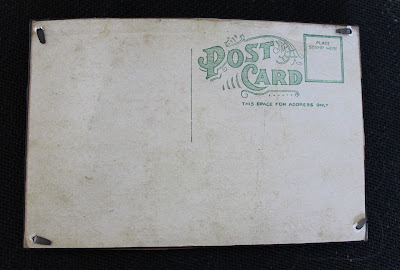 POST CARD
PLACE
STAMP HERE
THIS SPACE FOR ADDRESS ONLY